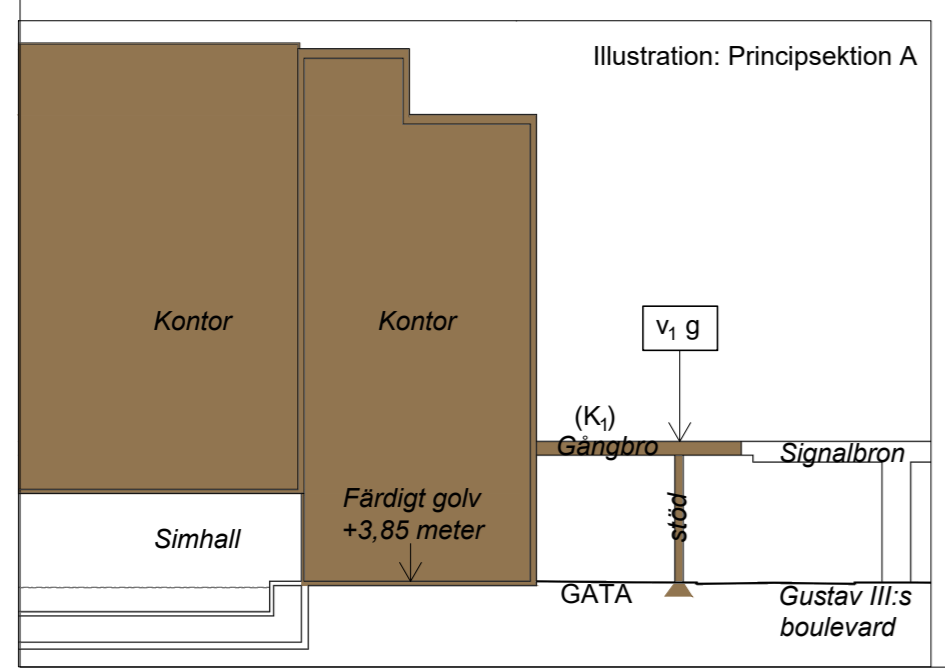 Illustration: Principsektion A
Kontor
Kontor
v₁ g
(K₁)
Gångbro
Signalbron
Färdigt golv
+3,85 meter
stöd
Simhall
GATA
Gustav III:s
boulevard